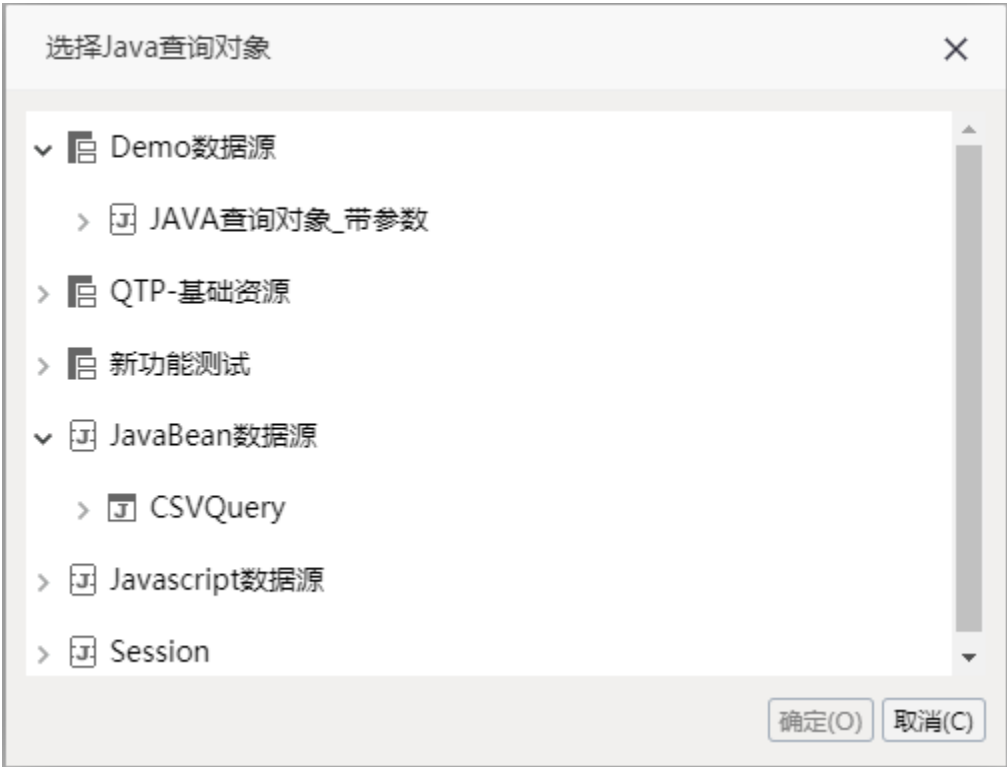 选择Java查询对象
Demo数据源
JAVA查询对象_带参数
QTP-基础资源
新功能测试
JavaBean数据源
CSVQuery
Javascript数据源
Session
确定(O) 取消(C)